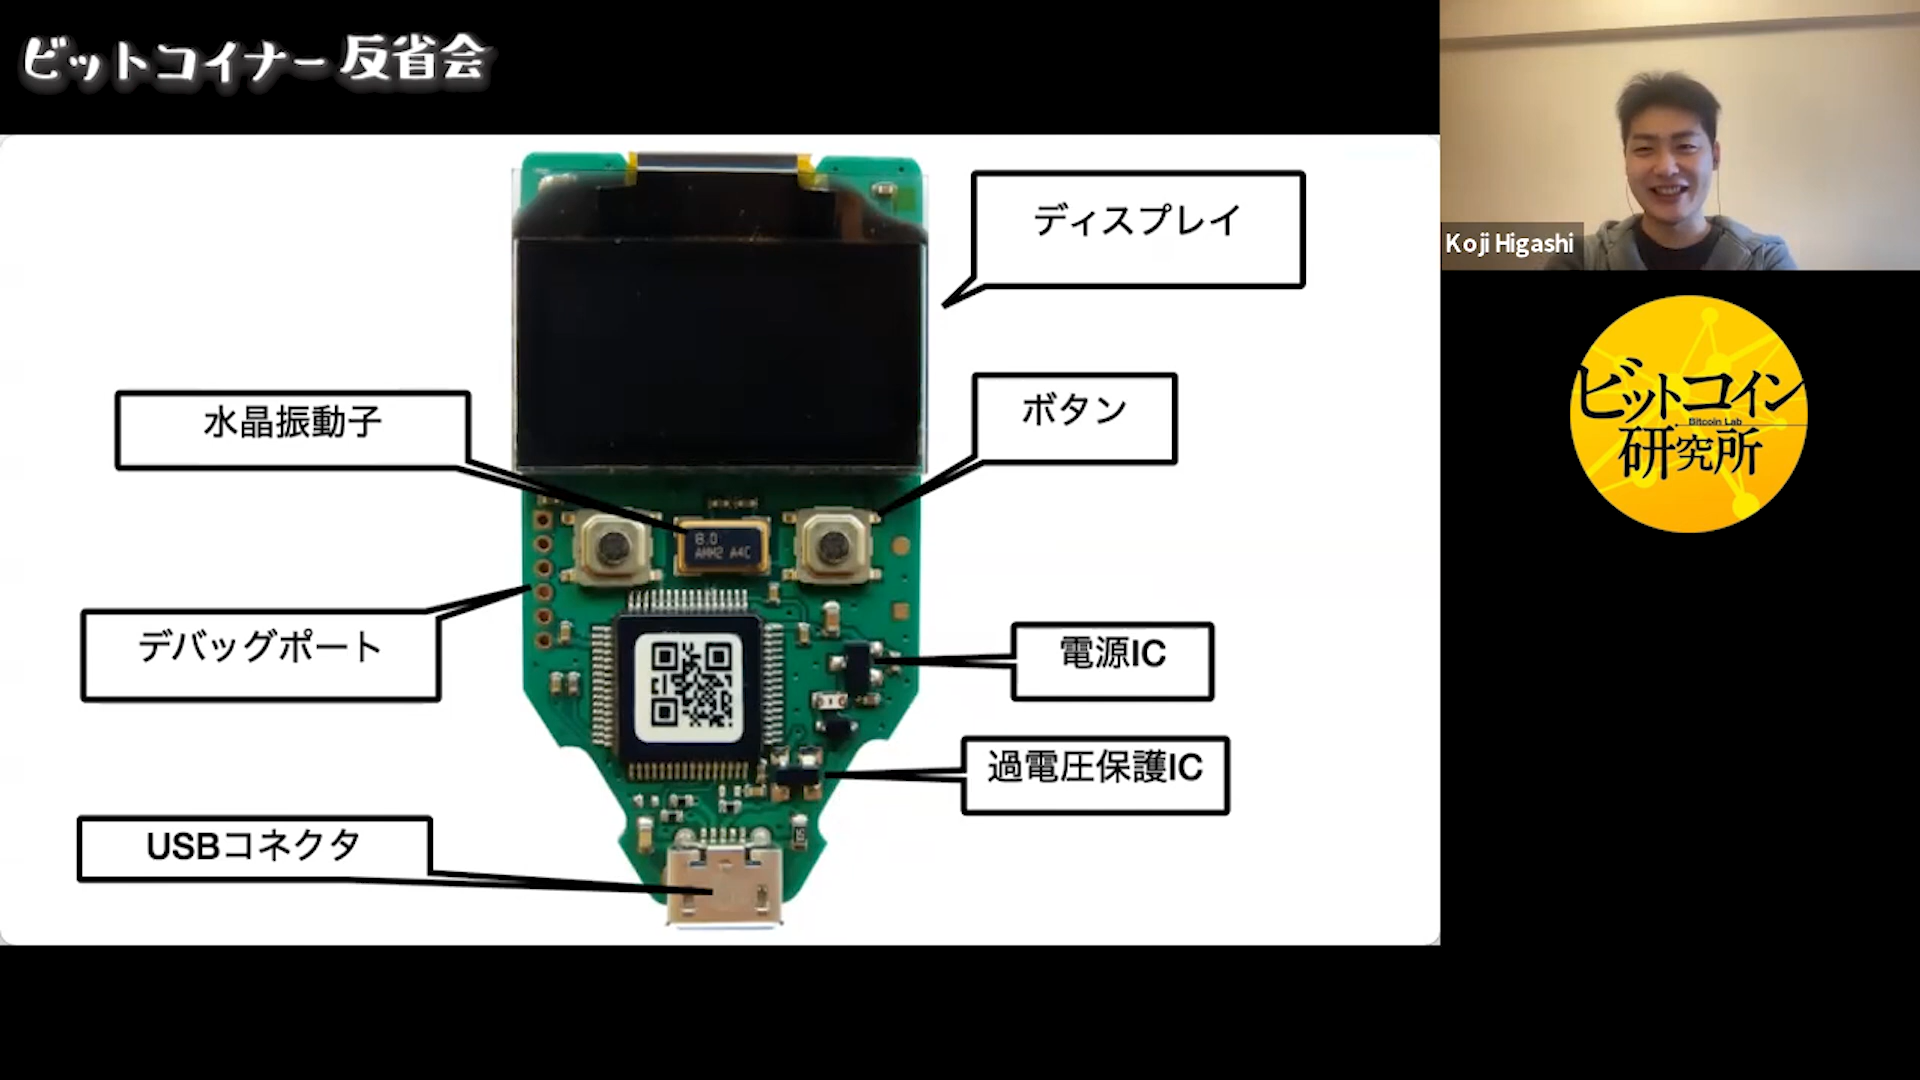 ビットコイナー反省会
Koji Higashi
ディスプレイ
水晶振動子
ボタン
8.0
AMM2 A4C
デバッグポート
電源IC
過電圧保護IC
USBコネクタ
ビットコイン
Bitcoin Lab
研究所